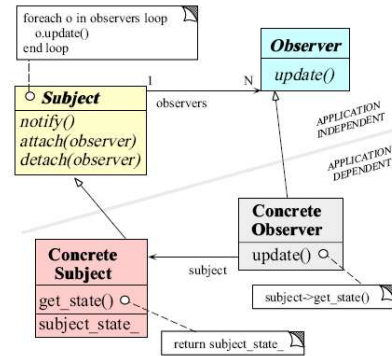 foreach o in observers loop
o.update()
end loop
Observer
update()
1
N
observers
Subject
notify()
attach(observer)
detach(observer)
APPLICATION
INDEPENDENT
APPLICATION
DEPENDENT
Concrete
Observer
update()
Concrete
Subject
get_state()
subject_state_
subject
subject->get_state()
return subject_state_